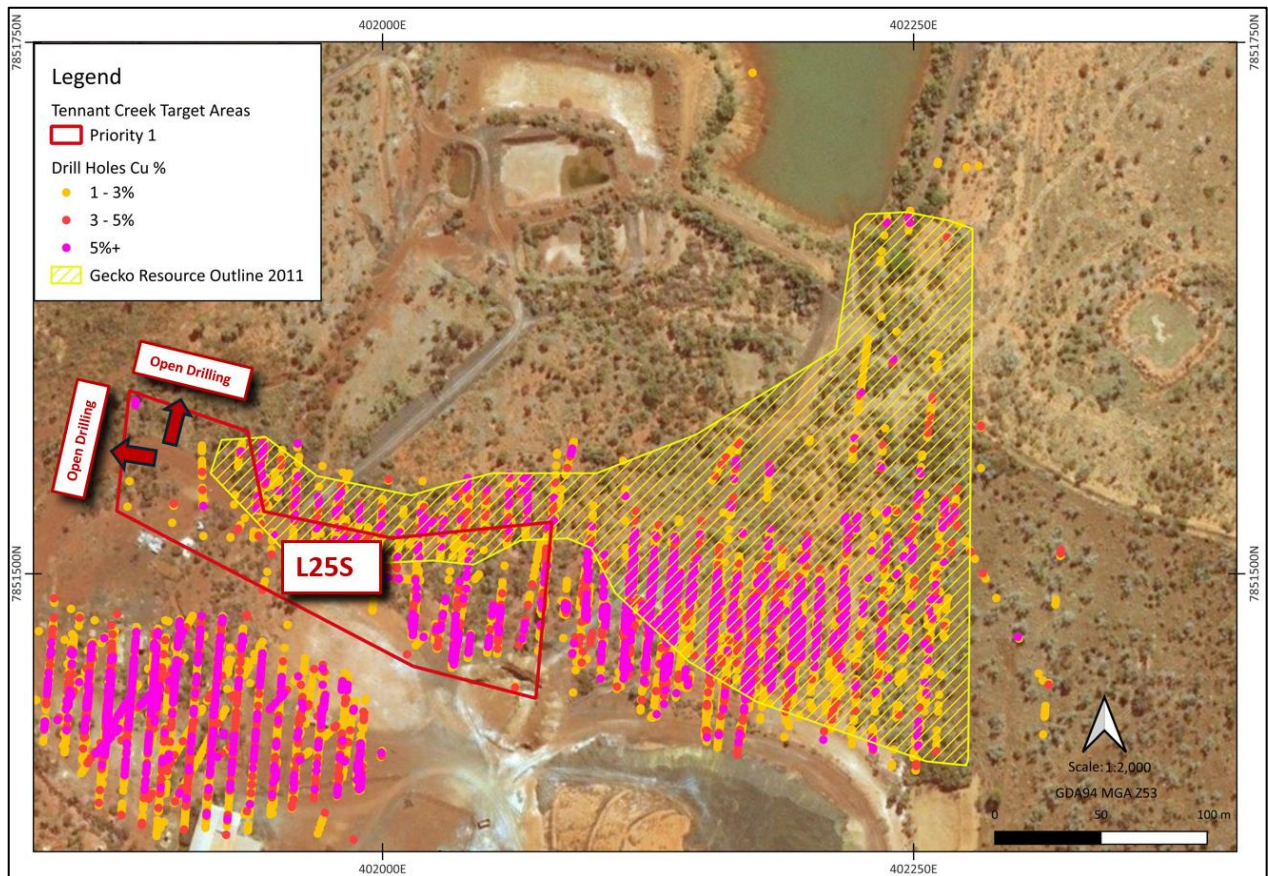 402000E
402250E
7851750N
7851750N
Legend
Tennant Creek Target Areas
Priority 1
Drill Holes Cu %
1 - 3%
3 - 5%
5%+
Gecko Resource Outline 2011
Open Drilling
Open Drilling
L25S
7851500N
7851500N
Scale: 1:2,000
GDA94 MGA Z53
0 50 100 m
402000E
402250E